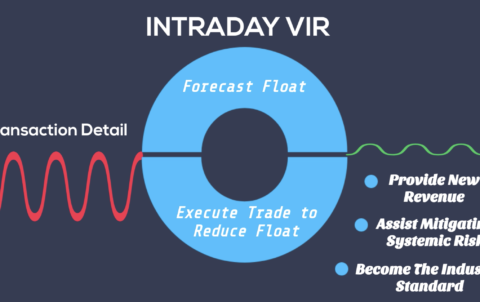 INTRADAY VIR
Forecast Float
ansaction Detail
Execute Trade to
Reduce Float
Provide New
Revenue
Assist Mitigatin
Systemic Risk
Become The Indus
Standard